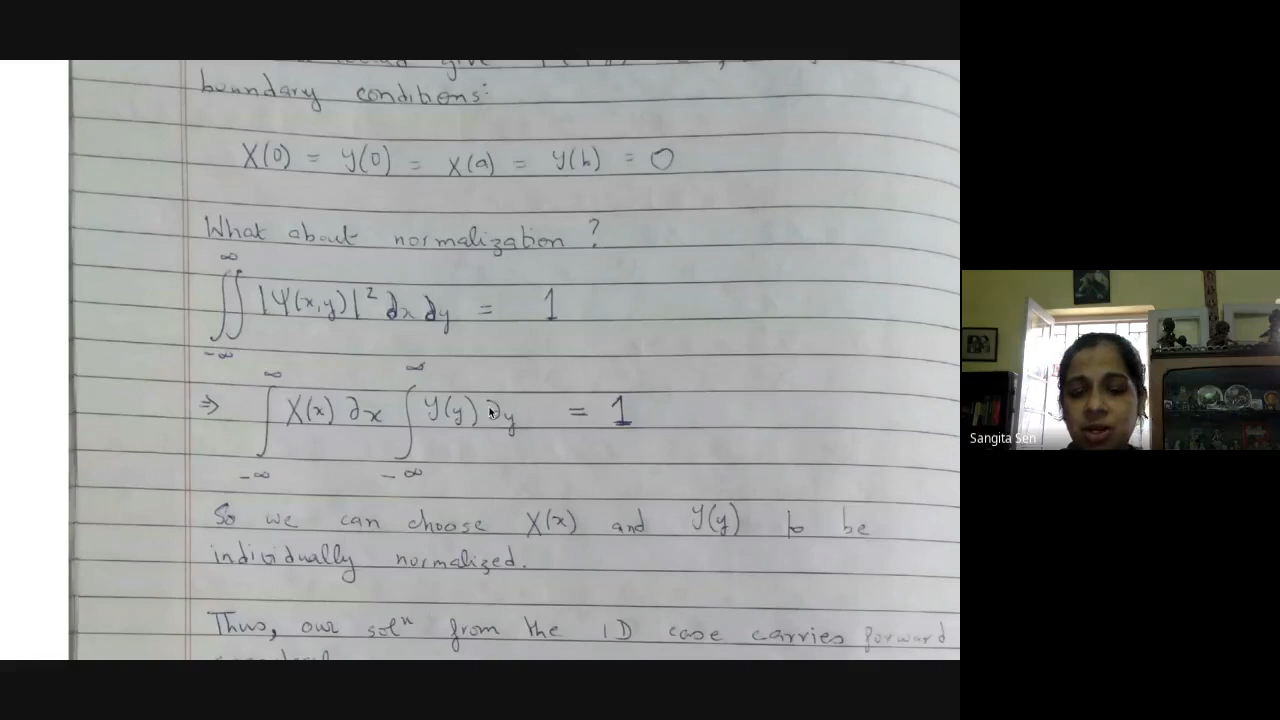 boundary conditions:
X(0) = Y(0) = X(a) = Y(b) = 0
What about normalization ?
∞
∬ |Ψ(x,y)|² ∂x ∂y = 1
-∞
∞ ∞
⇒ ∫ X(x) ∂x ∫ Y(y) ∂y = 1
-∞ -∞
So we can choose X(x) and Y(y) to be
individually normalized.
Thus, our solⁿ from the 1D case carries forward
Sangita Sen